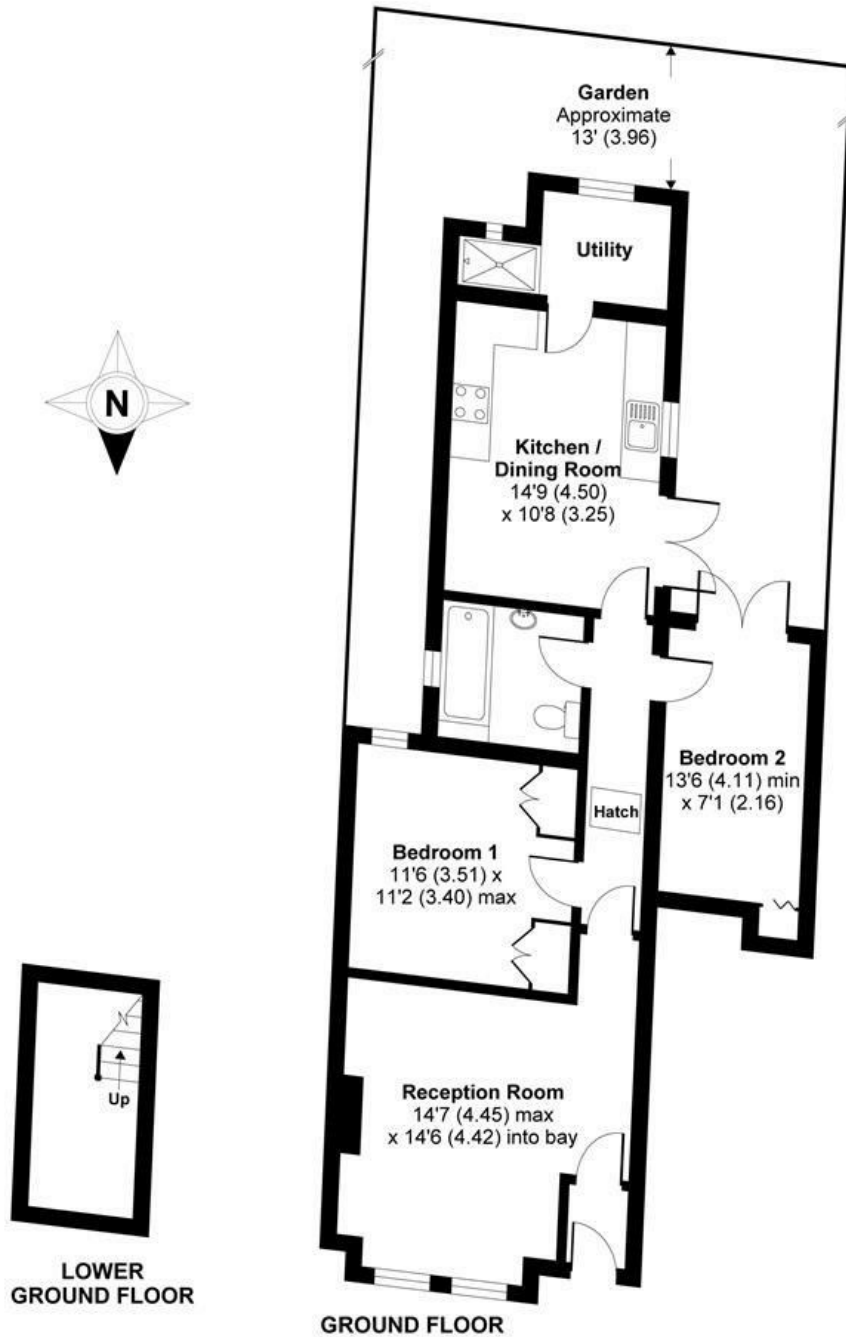 Garden
Approximate
13' (3.96)
Utility
N
Kitchen /
Dining Room
14'9 (4.50)
x 10'8 (3.25)
Bedroom 2
13'6 (4.11) min
x 7'1 (2.16)
Hatch
Bedroom 1
11'6 (3.51) x
11'2 (3.40) max
Reception Room
14'7 (4.45) max
x 14'6 (4.42) into bay
Up
LOWER
GROUND FLOOR
GROUND FLOOR